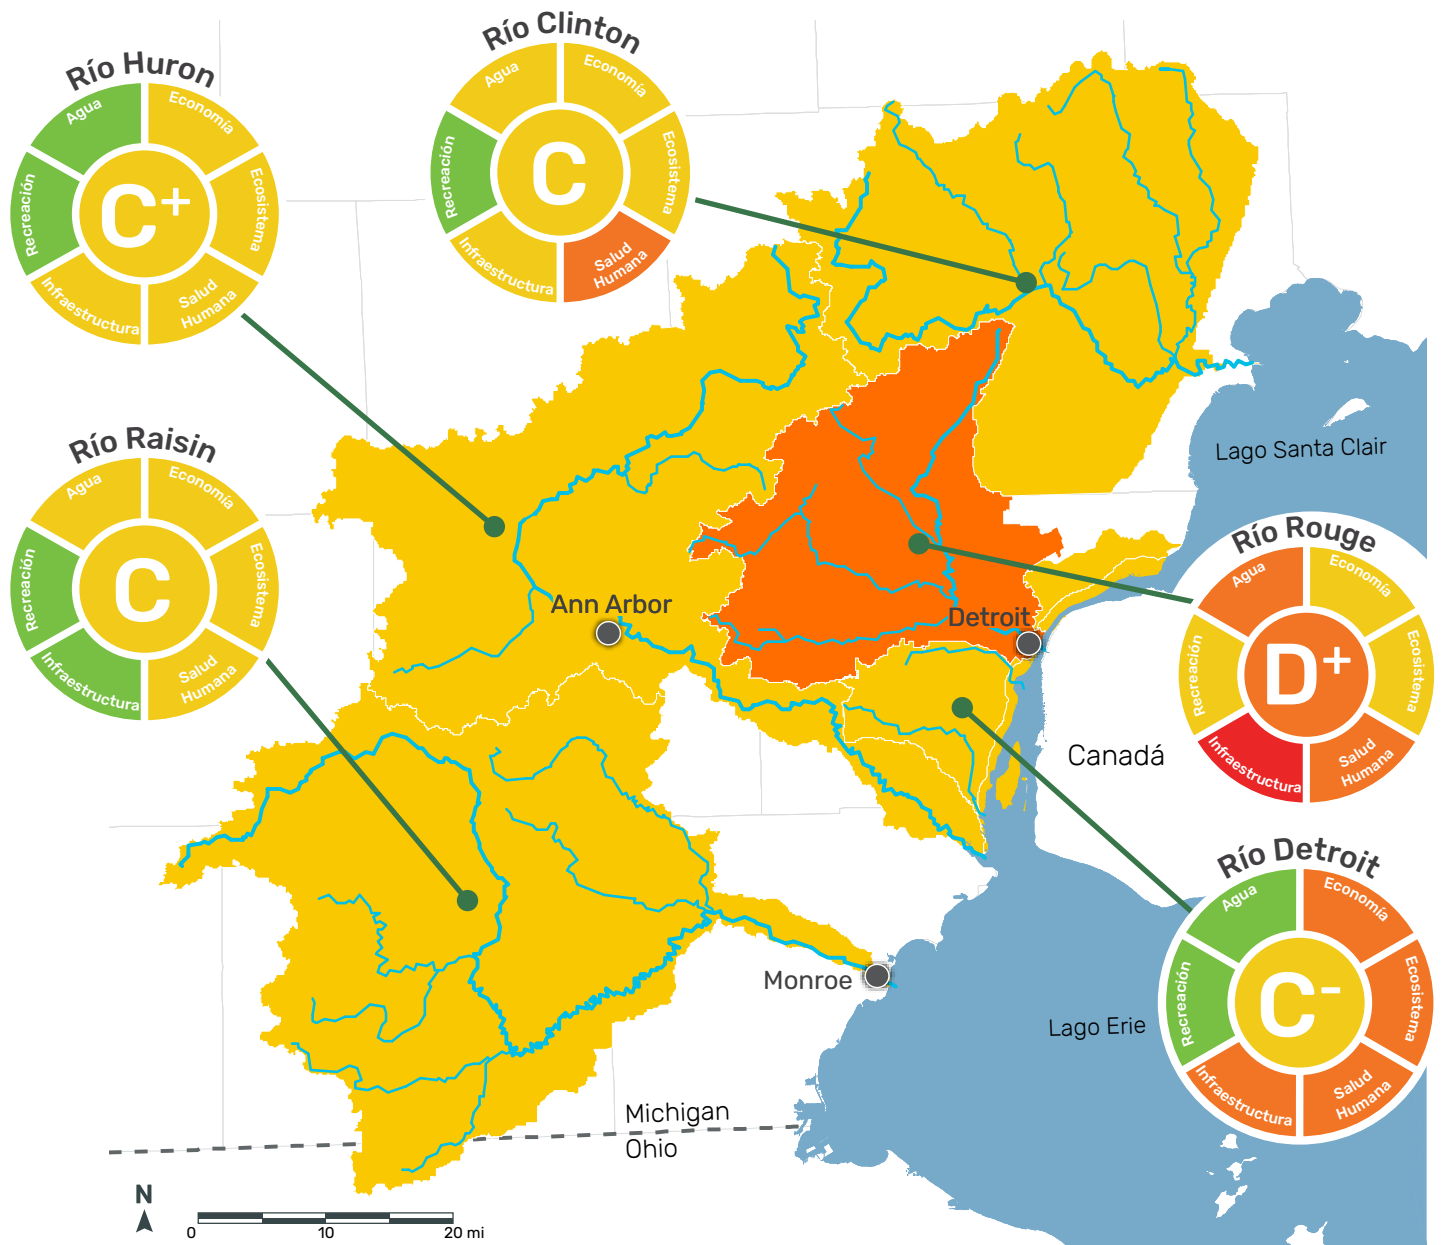 Río Huron
Agua
Economía
Recreación
C+
Ecosistema
Infraestructura
Salud
Humana
Río Clinton
Agua
Economía
Recreación
C
Ecosistema
Infraestructura
Salud
Humana
Río Raisin
Agua
Economía
Recreación
C
Ecosistema
Infraestructura
Salud
Humana
Lago Santa Clair
Río Rouge
Agua
Economía
Recreación
D+
Ecosistema
Infraestructura
Salud
Humana
Ann Arbor
Detroit
Canadá
Río Detroit
Agua
Economía
Recreación
C-
Ecosistema
Infraestructura
Salud
Humana
Monroe
Lago Erie
Michigan
Ohio
N
0 10 20 mi